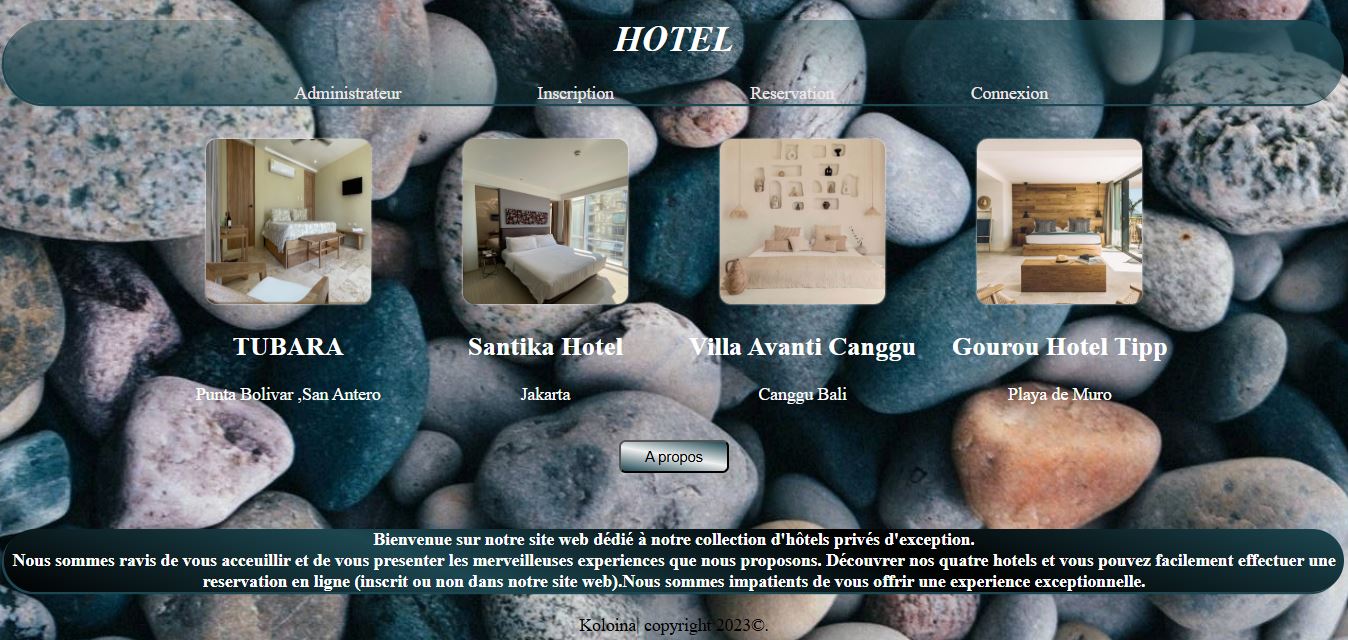 HOTEL
Administrateur Inscription Reservation Connexion
TUBARA Santika Hotel Villa Avanti Canggu Gourou Hotel Tipp
Punta Bolivar ,San Antero Jakarta Canggu Bali Playa de Muro
A propos
Bienvenue sur notre site web dédié à notre collection d'hôtels privés d'exception.
Nous sommes ravis de vous acceuillir et de vous presenter les merveilleuses experiences que nous proposons. Découvrer nos quatre hotels et vous pouvez facilement effectuer une
reservation en ligne (inscrit ou non dans notre site web).Nous sommes impatients de vous offrir une experience exceptionnelle.
Koloina copyright 2023©.